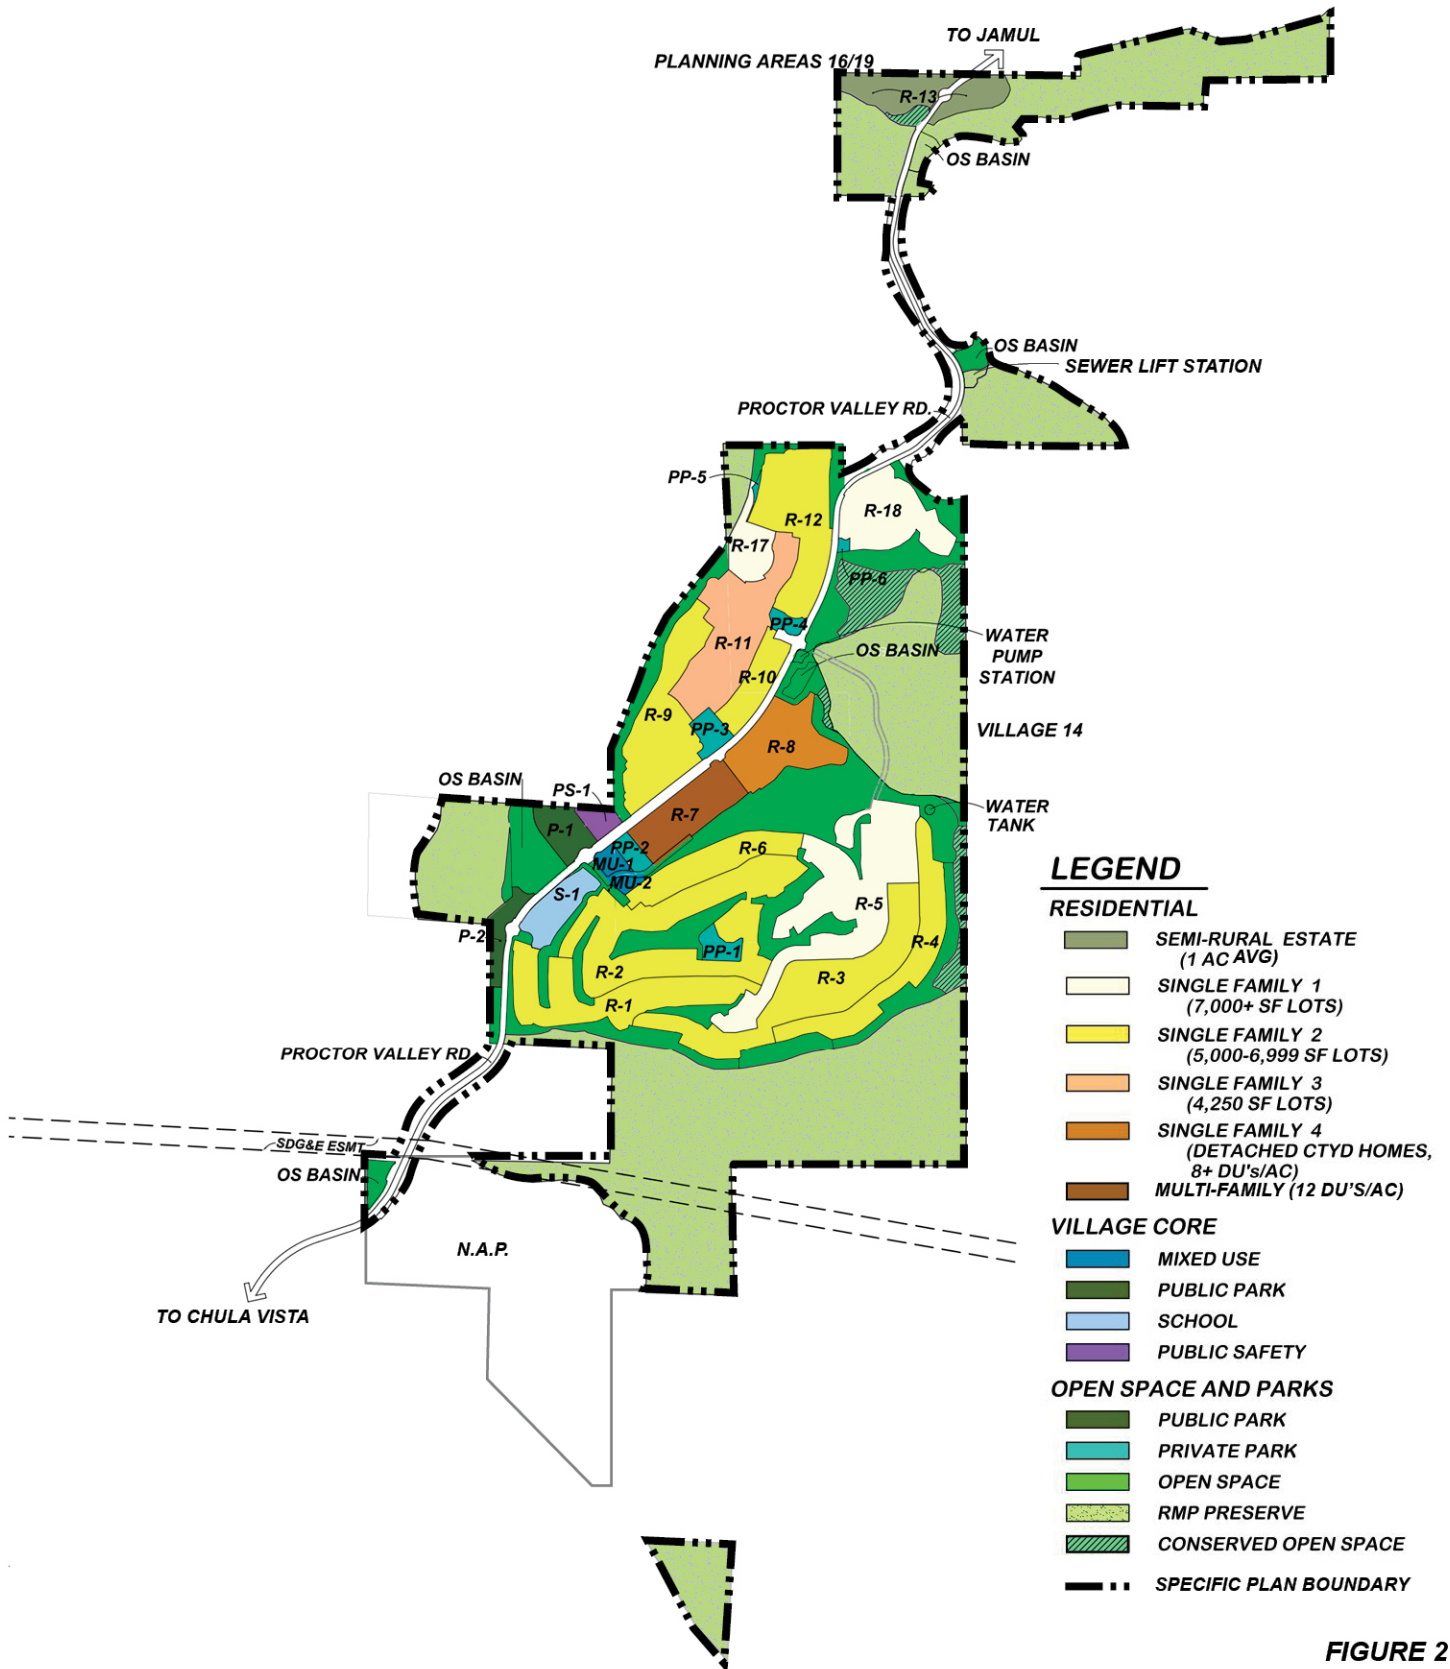 TO JAMUL
PLANNING AREAS 16/19
R-13
OS BASIN
OS BASIN
SEWER LIFT STATION
PROCTOR VALLEY RD.
PP-5
R-12
R-18
R-17
PP-6
PP-4
R-11
WATER
PUMP
STATION
OS BASIN
R-10
R-9
PP-3
R-8
VILLAGE 14
OS BASIN
PS-1
R-7
WATER
TANK
P-1
PP-2
R-6
MU-1
MU-2
S-1
R-5
P-2
R-4
PP-1
R-2
R-3
R-1
PROCTOR VALLEY RD
SDG&E ESMT
OS BASIN
N.A.P.
TO CHULA VISTA
LEGEND
RESIDENTIAL
SEMI-RURAL ESTATE
(1 AC AVG)
SINGLE FAMILY 1
(7,000+ SF LOTS)
SINGLE FAMILY 2
(5,000-6,999 SF LOTS)
SINGLE FAMILY 3
(4,250 SF LOTS)
SINGLE FAMILY 4
(DETACHED CTYD HOMES,
8+ DU's/AC)
MULTI-FAMILY (12 DU'S/AC)
VILLAGE CORE
MIXED USE
PUBLIC PARK
SCHOOL
PUBLIC SAFETY
OPEN SPACE AND PARKS
PUBLIC PARK
PRIVATE PARK
OPEN SPACE
RMP PRESERVE
CONSERVED OPEN SPACE
SPECIFIC PLAN BOUNDARY
FIGURE 2